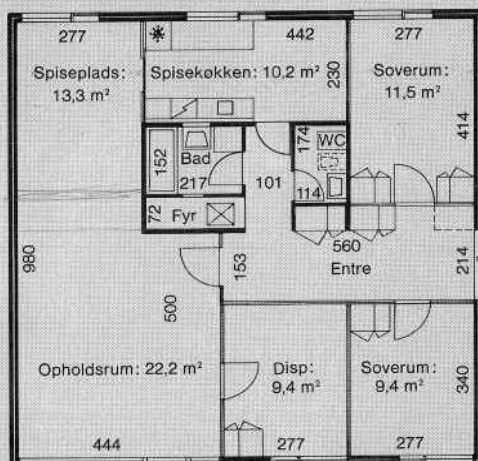 277
442
277
Spiseplads:
13,3 m²
Spisekøkken: 10,2 m²
230
Soverum:
11,5 m²
414
174
WC
152
Bad
217
101
114
72
Fyr
980
153
560
Entre
214
500
Opholdsrum: 22,2 m²
Disp:
9,4 m²
Soverum:
9,4 m²
340
444
277
277